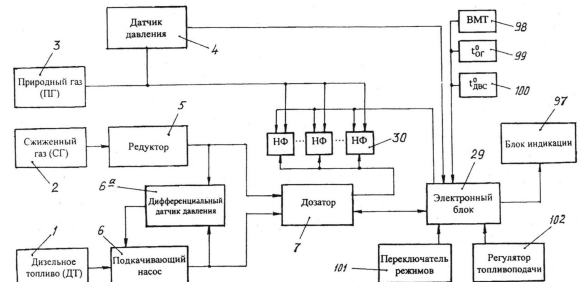 Датчик
давления
4
3
Природный газ
(ПГ)
5
Сжиженный
газ (СГ)
2
Редуктор
6а
Дифференциальный
датчик давления
1
Дизельное
топливо (ДТ)
6
Подкачивающий
насос
НФ
НФ
НФ
30
Дозатор
7
ВМТ
98
t°ог
99
t°двс
100
97
Блок индикации
29
Электронный
блок
101
Переключатель
режимов
102
Регулятор
топливоподачи